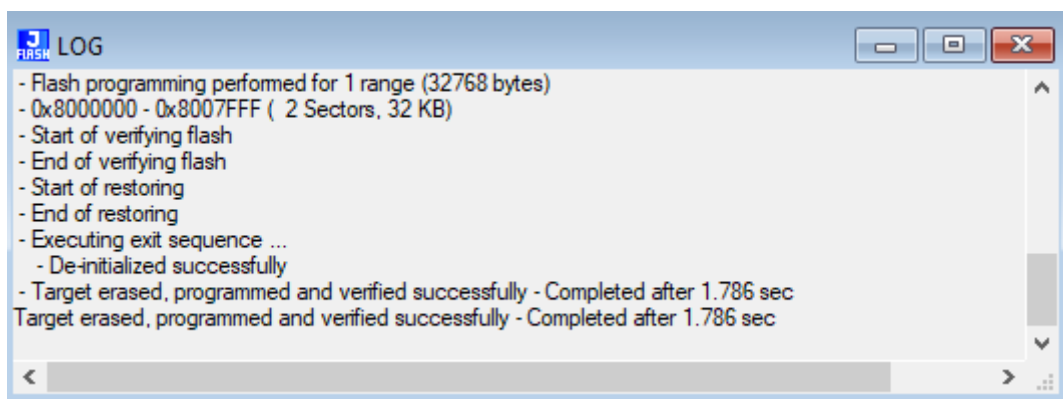 J
FLASH
LOG
- Flash programming performed for 1 range (32768 bytes)
- 0x8000000 - 0x8007FFF (  2 Sectors, 32 KB)
- Start of verifying flash
- End of verifying flash
- Start of restoring
- End of restoring
- Executing exit sequence ...
- De-initialized successfully
- Target erased, programmed and verified successfully - Completed after 1.786 sec
Target erased, programmed and verified successfully - Completed after 1.786 sec